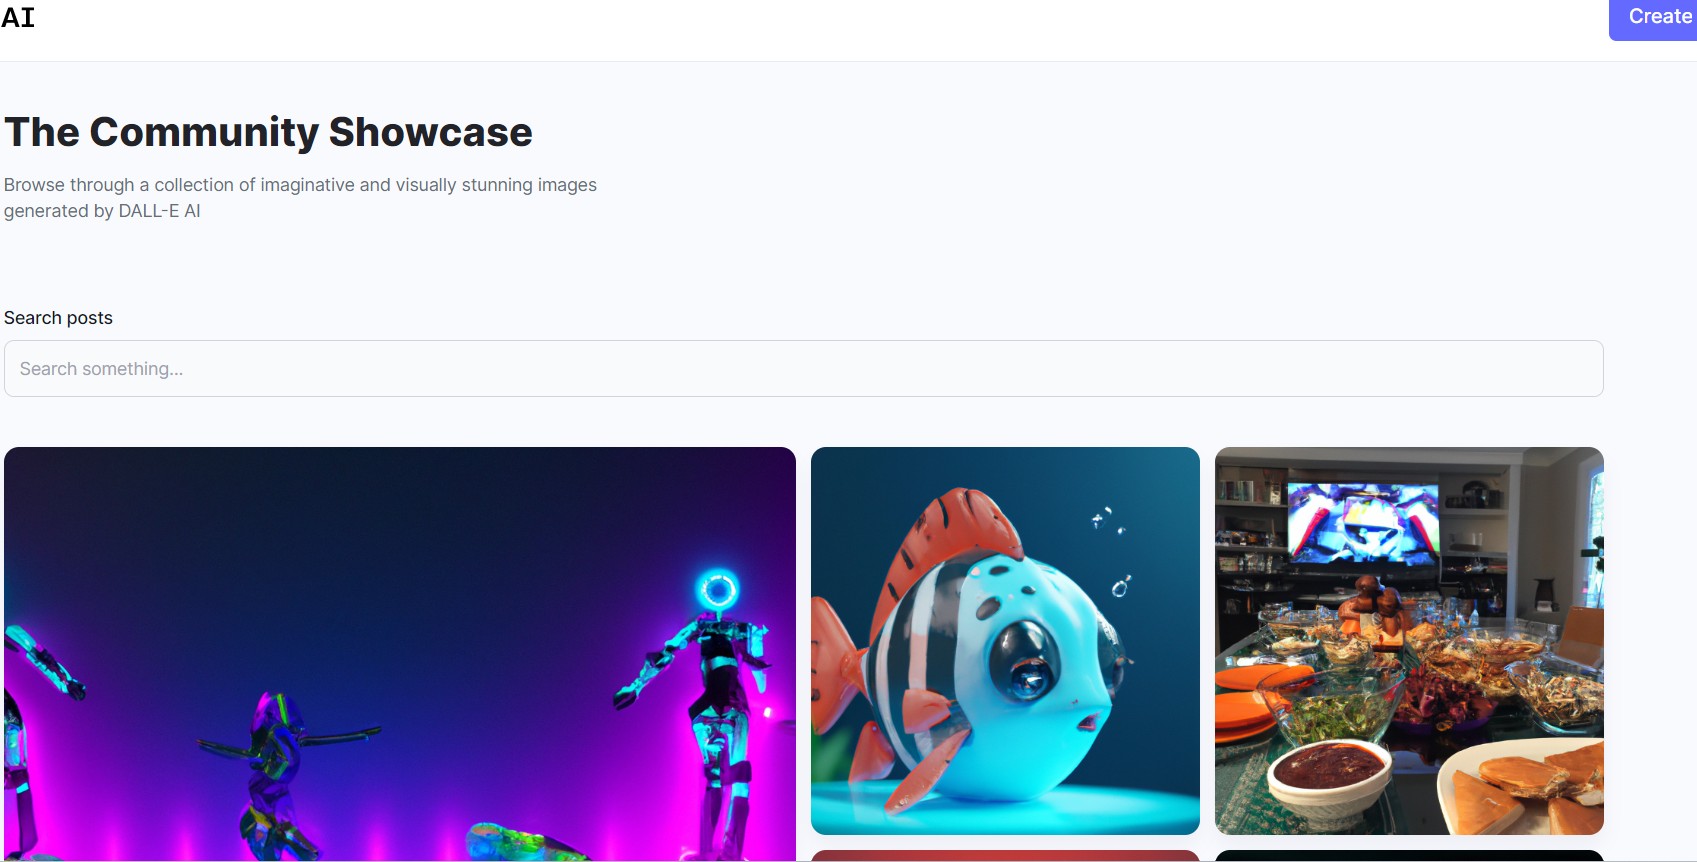 AI
Create
The Community Showcase
Browse through a collection of imaginative and visually stunning images
generated by DALL-E AI
Search posts
Search something...